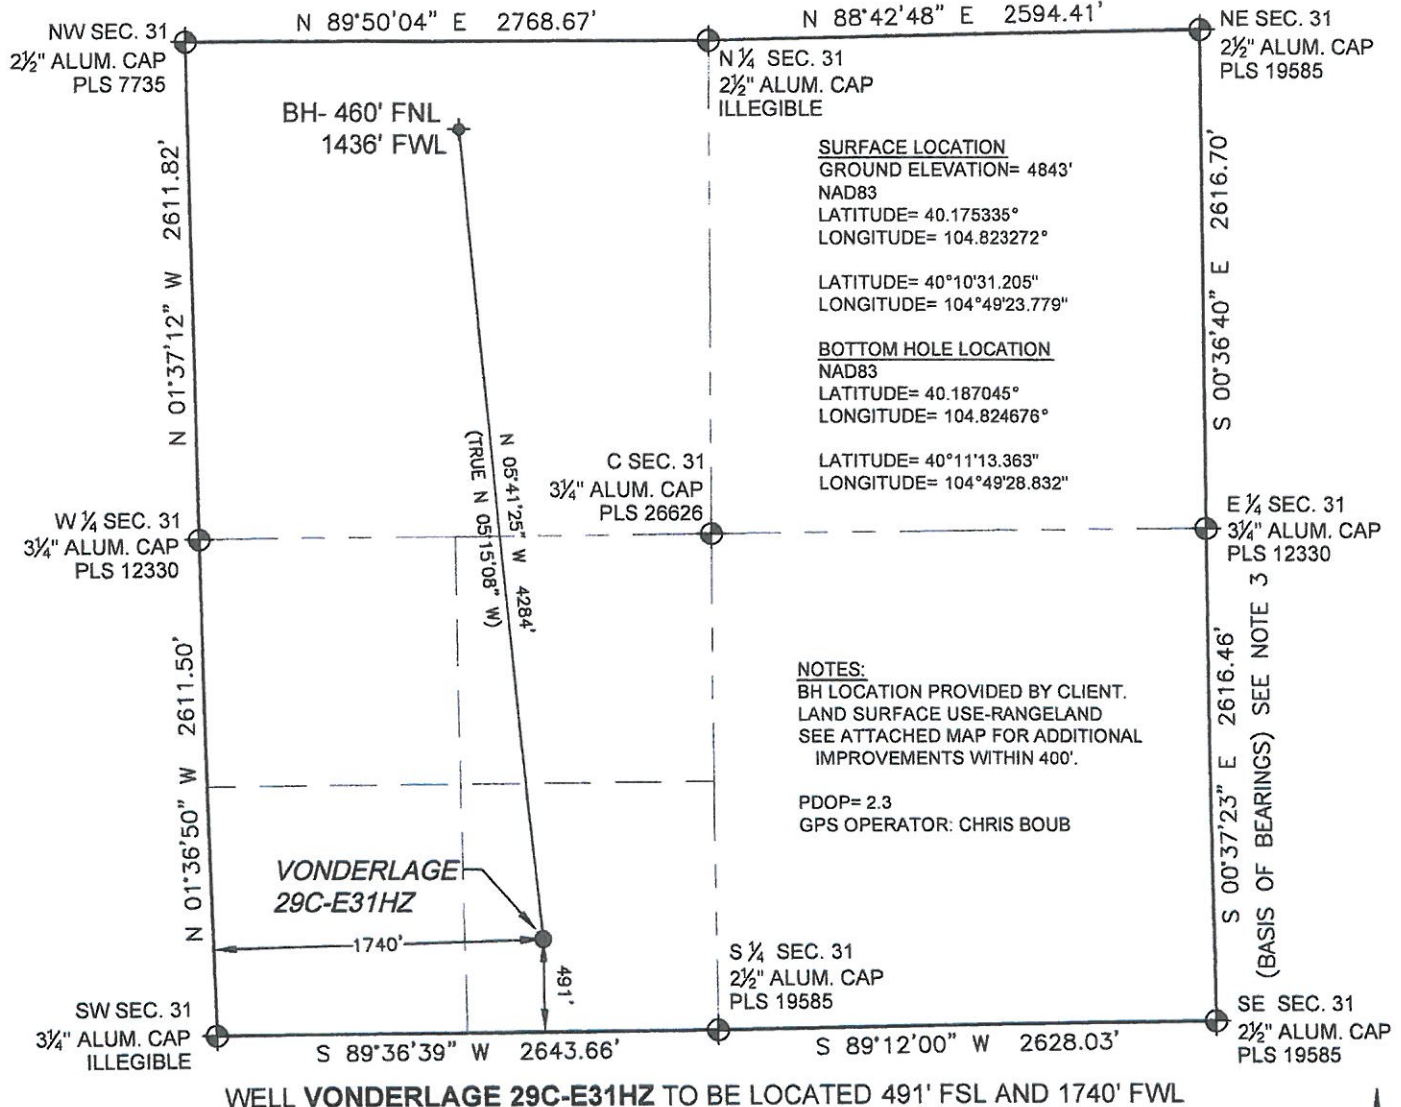 N 89°50'04" E 2768.67'
N 88°42'48" E 2594.41'
NW SEC. 31
2½" ALUM. CAP
PLS 7735
N ¼ SEC. 31
2½" ALUM. CAP
ILLEGIBLE
NE SEC. 31
2½" ALUM. CAP
PLS 19585
BH- 460' FNL
1436' FWL
SURFACE LOCATION
GROUND ELEVATION= 4843'
NAD83
LATITUDE= 40.175335°
LONGITUDE= 104.823272°
LATITUDE= 40°10'31.205"
LONGITUDE= 104°49'23.779"
BOTTOM HOLE LOCATION
NAD83
LATITUDE= 40.187045°
LONGITUDE= 104.824676°
LATITUDE= 40°11'13.363"
LONGITUDE= 104°49'28.832"
N 01°37'12" W 2611.82'
S 00°36'40" E 2616.70'
N 05°41'25" W 4284'
(TRUE N 05°15'08" W)
C SEC. 31
3¼" ALUM. CAP
PLS 26626
W ¼ SEC. 31
3¼" ALUM. CAP
PLS 12330
E ¼ SEC. 31
3¼" ALUM. CAP
PLS 12330
N 01°36'50" W 2611.50'
S 00°37'23" E 2616.46'
(BASIS OF BEARINGS) SEE NOTE 3
NOTES:
BH LOCATION PROVIDED BY CLIENT.
LAND SURFACE USE-RANGELAND
SEE ATTACHED MAP FOR ADDITIONAL
IMPROVEMENTS WITHIN 400'.
PDOP= 2.3
GPS OPERATOR: CHRIS BOUB
VONDERLAGE
29C-E31HZ
1740'
491'
S ¼ SEC. 31
2½" ALUM. CAP
PLS 19585
SW SEC. 31
3¼" ALUM. CAP
ILLEGIBLE
SE SEC. 31
2½" ALUM. CAP
PLS 19585
S 89°36'39" W 2643.66'
S 89°12'00" W 2628.03'
WELL VONDERLAGE 29C-E31HZ TO BE LOCATED 491' FSL AND 1740' FWL